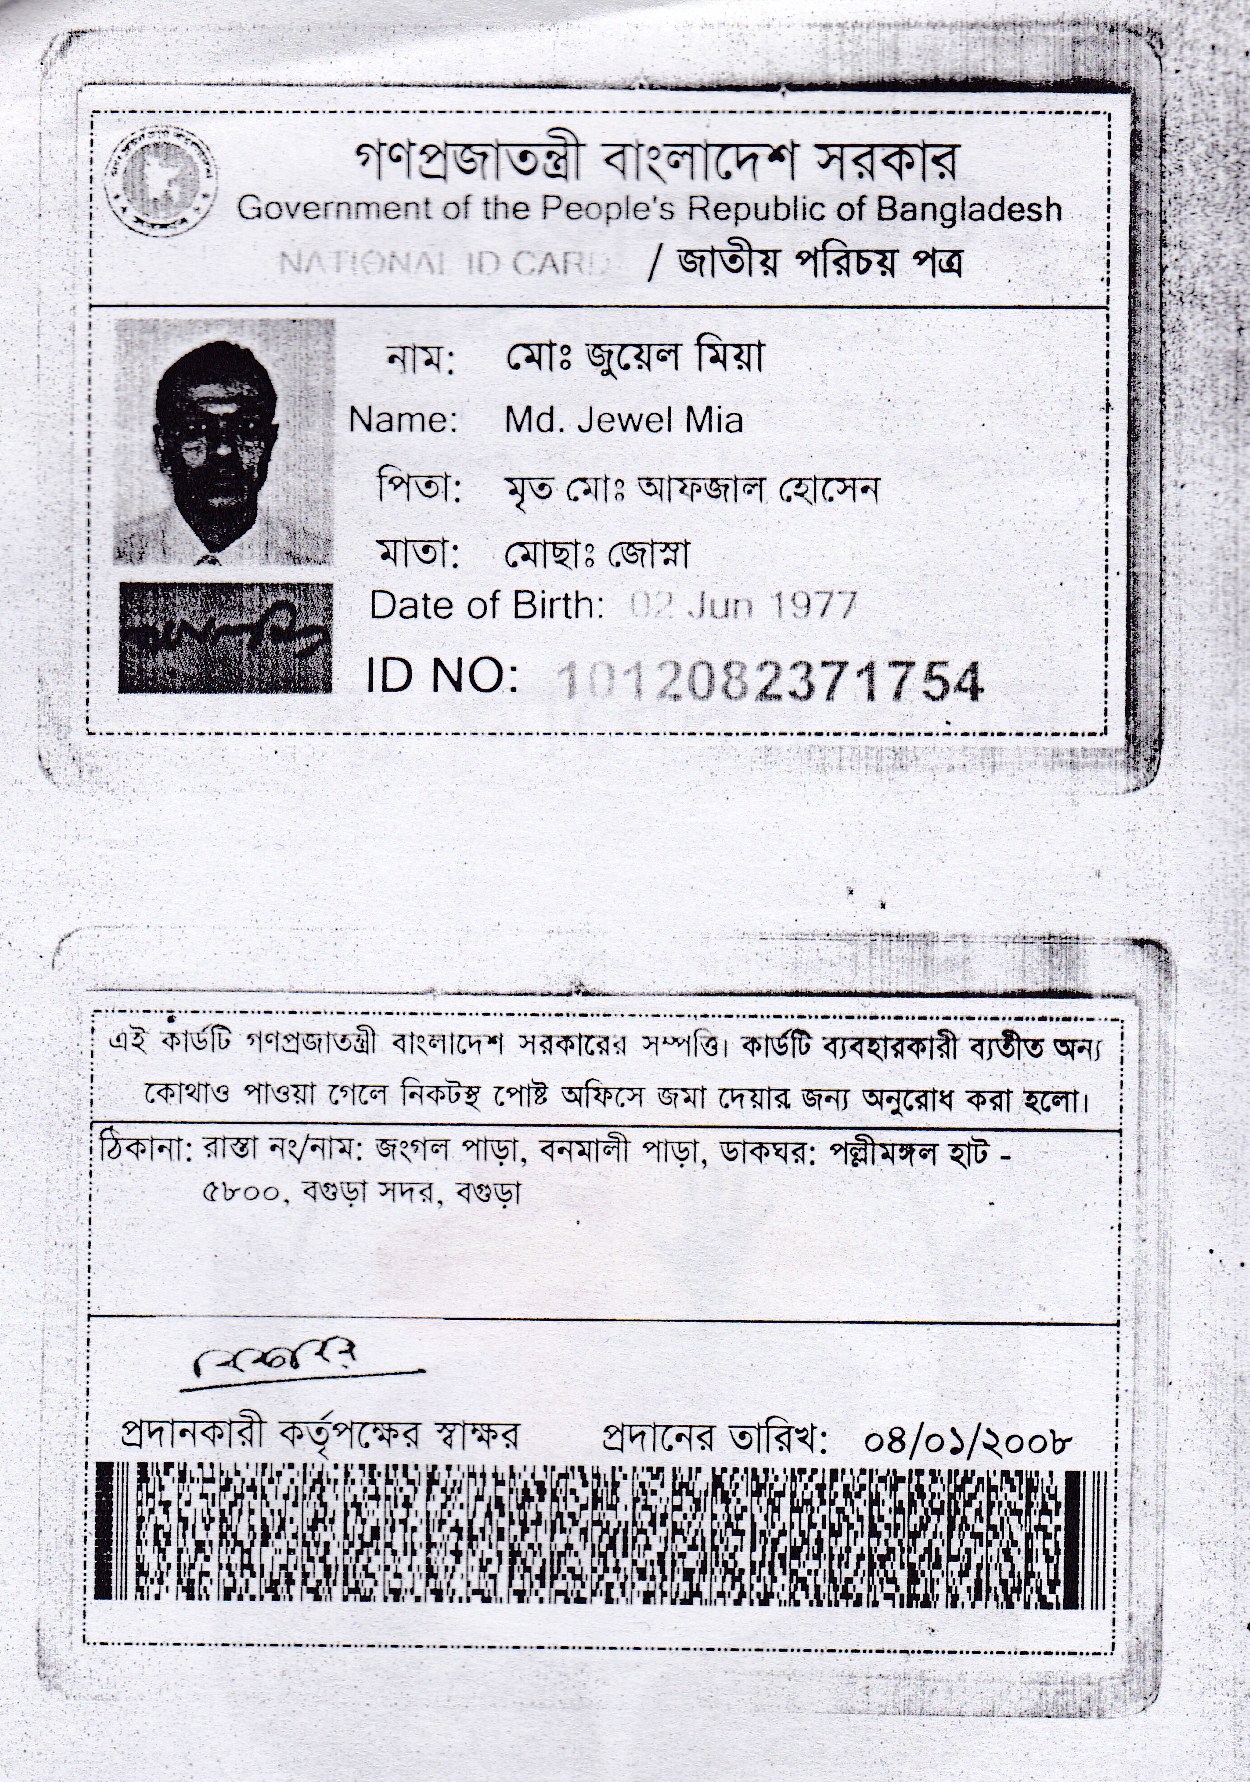 গণপ্রজাতন্ত্রী বাংলাদেশ সরকার
Government of the People's Republic of Bangladesh
NATIONAL ID CARD / জাতীয় পরিচয় পত্র
নাম: মোঃ জুয়েল মিয়া
Name: Md. Jewel Mia
পিতা: মৃত মোঃ আফজাল হোসেন
মাতা: মোছাঃ জোস্না
Date of Birth: 02 Jun 1977
ID NO: 1012082371754
এই কার্ডটি গণপ্রজাতন্ত্রী বাংলাদেশ সরকারের সম্পত্তি। কার্ডটি ব্যবহারকারী ব্যতীত অন্য
কোথাও পাওয়া গেলে নিকটস্থ পোষ্ট অফিসে জমা দেয়ার জন্য অনুরোধ করা হলো।
ঠিকানা: রাস্তা নং/নাম: জংগল পাড়া, বনমালী পাড়া, ডাকঘর: পল্লীমঙ্গল হাট -
৫৮০০, বগুড়া সদর, বগুড়া
প্রদানকারী কর্তৃপক্ষের স্বাক্ষর প্রদানের তারিখ: ০৪/০১/২০০৮